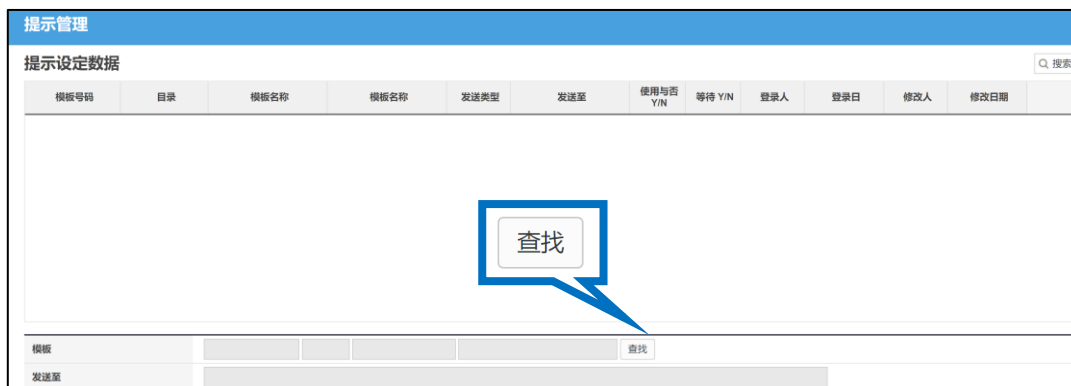 提示管理
提示设定数据
搜索
模板号码 目录 模板名称 模板名称 发送类型 发送至 使用与否 Y/N 等待 Y/N 登录人 登录日 修改人 修改日期
查找
模板 查找
发送至